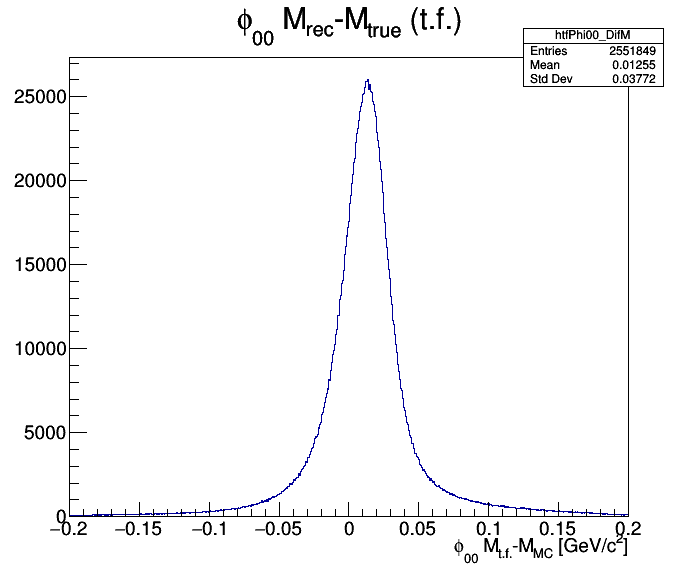 ϕ00 Mrec-Mtrue (t.f.)
htfPhi00_DifM
Entries 2551849
Mean 0.01255
Std Dev 0.03772
25000
20000
15000
10000
5000
0
−0.2 −0.15 −0.1 −0.05 0 0.05 0.1 0.15 0.2
ϕ00 Mt.f.-MMC [GeV/c2]